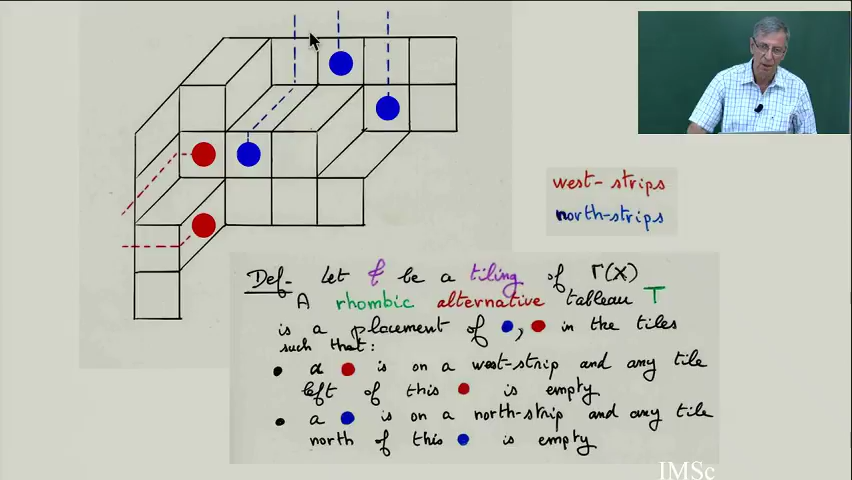 west-strips
north-strips
Def- Let be a tiling of Γ(X)
A rhombic alternative tableau T
is a placement of , in the tiles
such that:
a is on a west-strip and any tile
left of this is empty
a is on a north-strip and any tile
north of this is empty
IMSc